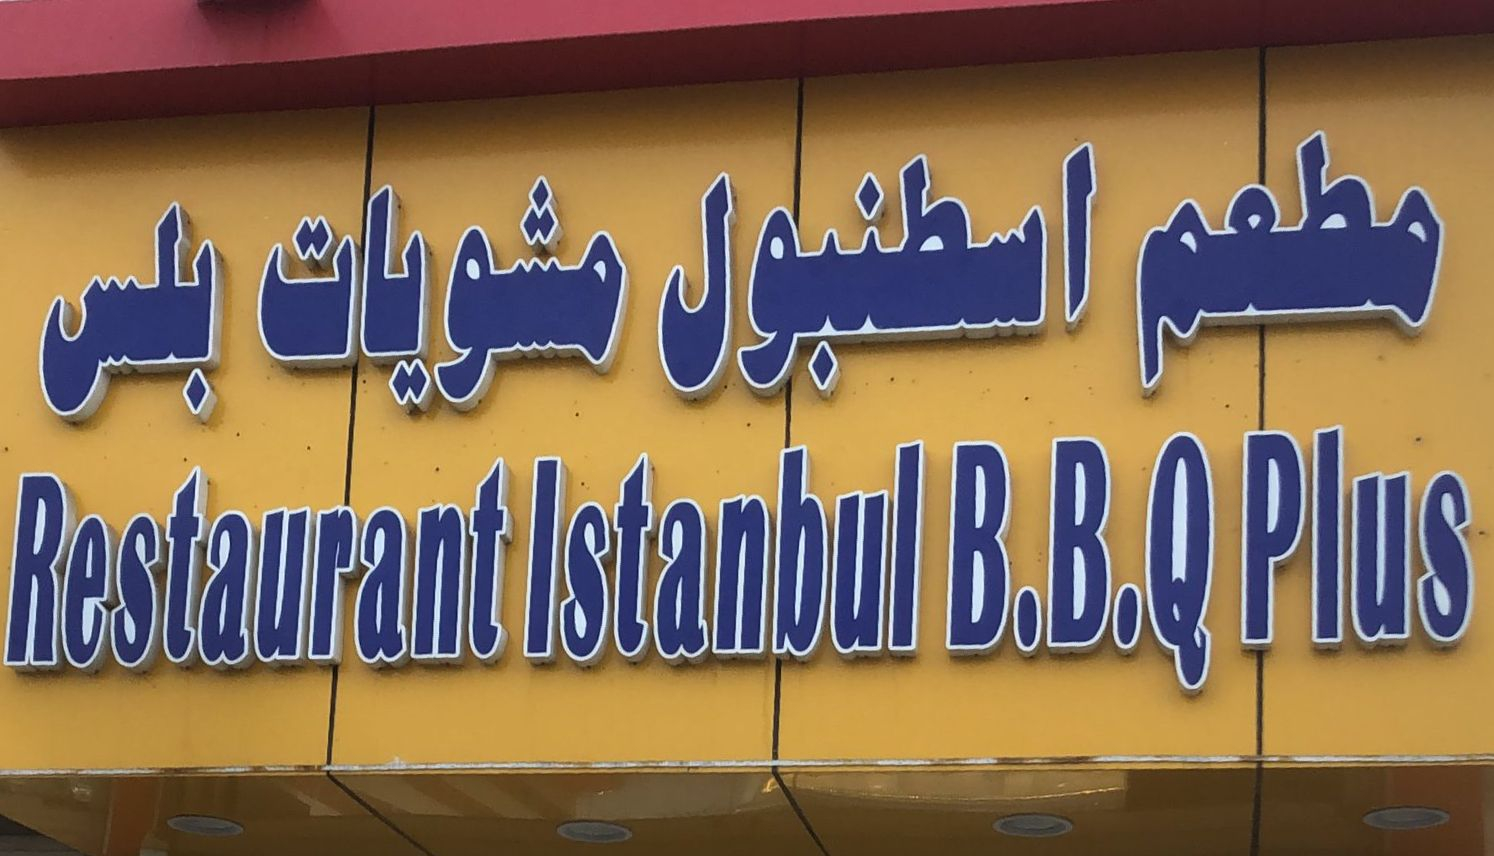 مطعم اسطنبول مشويات بلس
Restaurant Istanbul B.B.Q Plus